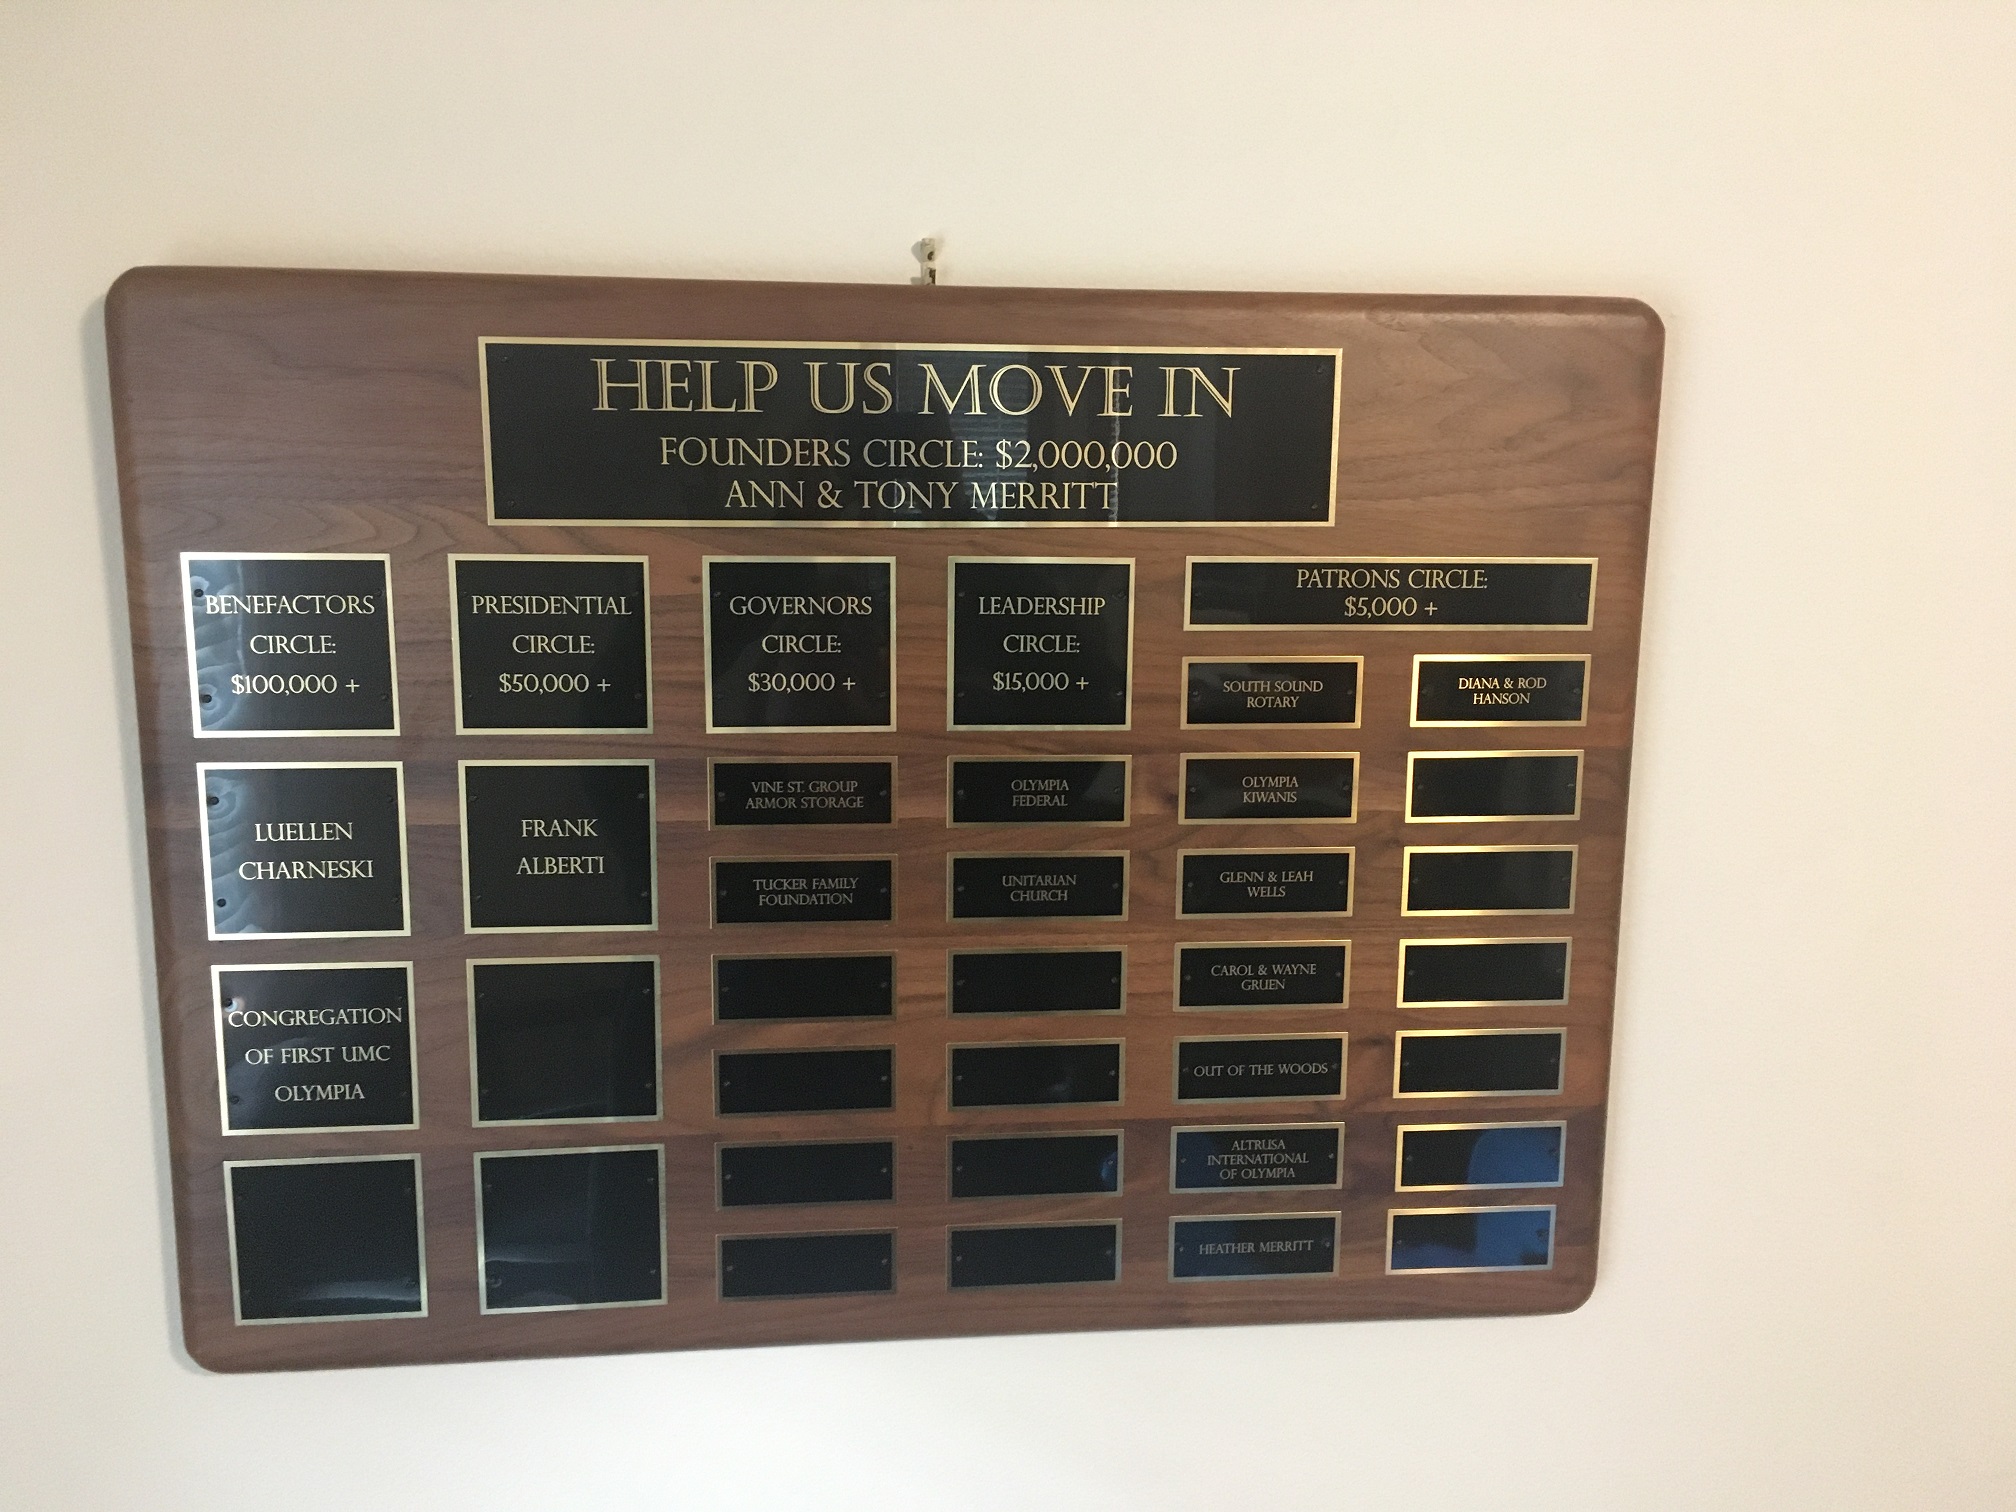 HELP US MOVE IN
FOUNDERS CIRCLE: $2,000,000
ANN & TONY MERRITT
BENEFACTORS
CIRCLE:
$100,000 +
LUELLEN
CHARNESKI
CONGREGATION
OF FIRST UMC
OLYMPIA
PRESIDENTIAL
CIRCLE:
$50,000 +
FRANK
ALBERTI
GOVERNORS
CIRCLE:
$30,000 +
VINE ST. GROUP
ARMOR STORAGE
TUCKER FAMILY
FOUNDATION
LEADERSHIP
CIRCLE:
$15,000 +
OLYMPIA
FEDERAL
UNITARIAN
CHURCH
PATRONS CIRCLE:
$5,000 +
SOUTH SOUND
ROTARY
OLYMPIA
KIWANIS
GLENN & LEAH
WELLS
CAROL & WAYNE
GRUEN
OUT OF THE WOODS
ALTRUSA
INTERNATIONAL
OF OLYMPIA
HEATHER MERRITT
DIANA & ROD
HANSON